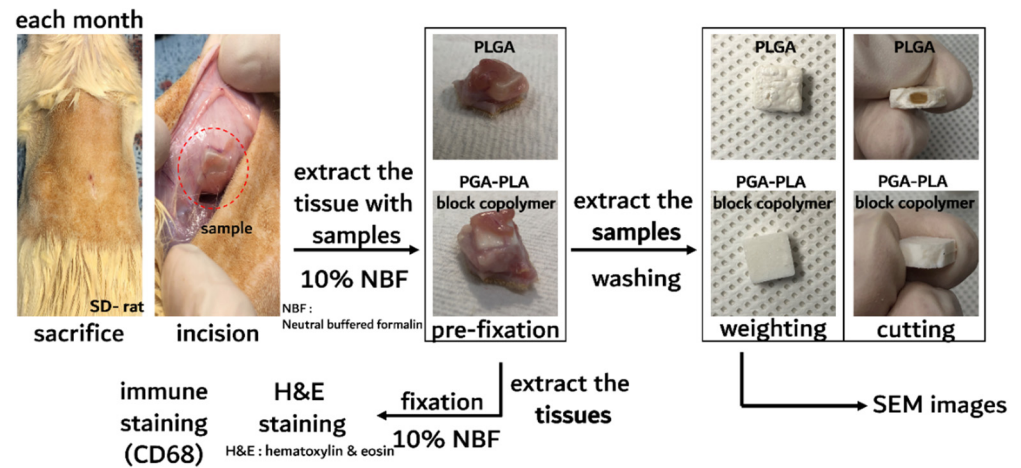 each month
SD- rat
sacrifice
sample
incision
extract the
tissue with
samples
10% NBF
NBF :
Neutral buffered formalin
PLGA
PGA-PLA
block copolymer
pre-fixation
extract the
samples
washing
PLGA
PGA-PLA
block copolymer
weighting
PLGA
PGA-PLA
block copolymer
cutting
SEM images
extract the
tissues
fixation
10% NBF
H&E
staining
H&E : hematoxylin & eosin
immune
staining
(CD68)